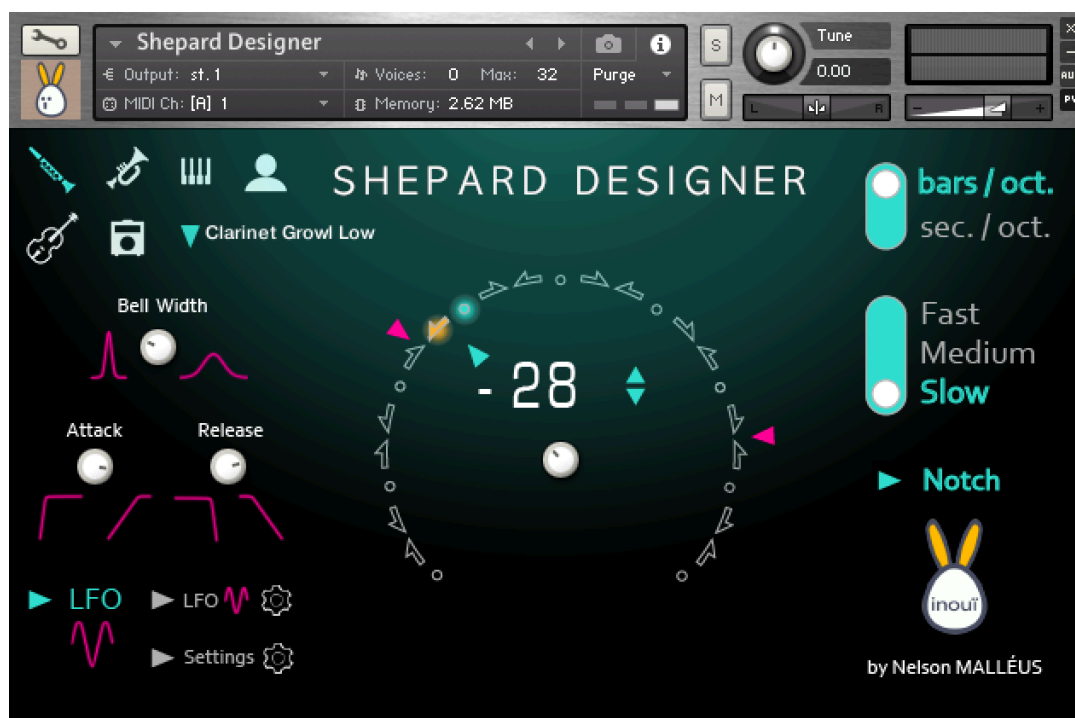 Shepard Designer
S
Tune
Output: st. 1
Voices: 0 Max: 32
Purge
0.00
AU
MIDI Ch: [A] 1
Memory: 2.62 MB
M
L
R
PV
SHEPARD DESIGNER
bars / oct.
sec. / oct.
Clarinet Growl Low
Bell Width
Fast
Medium
Slow
- 28
Attack
Release
Notch
LFO
LFO
inouï
Settings
by Nelson MALLÉUS